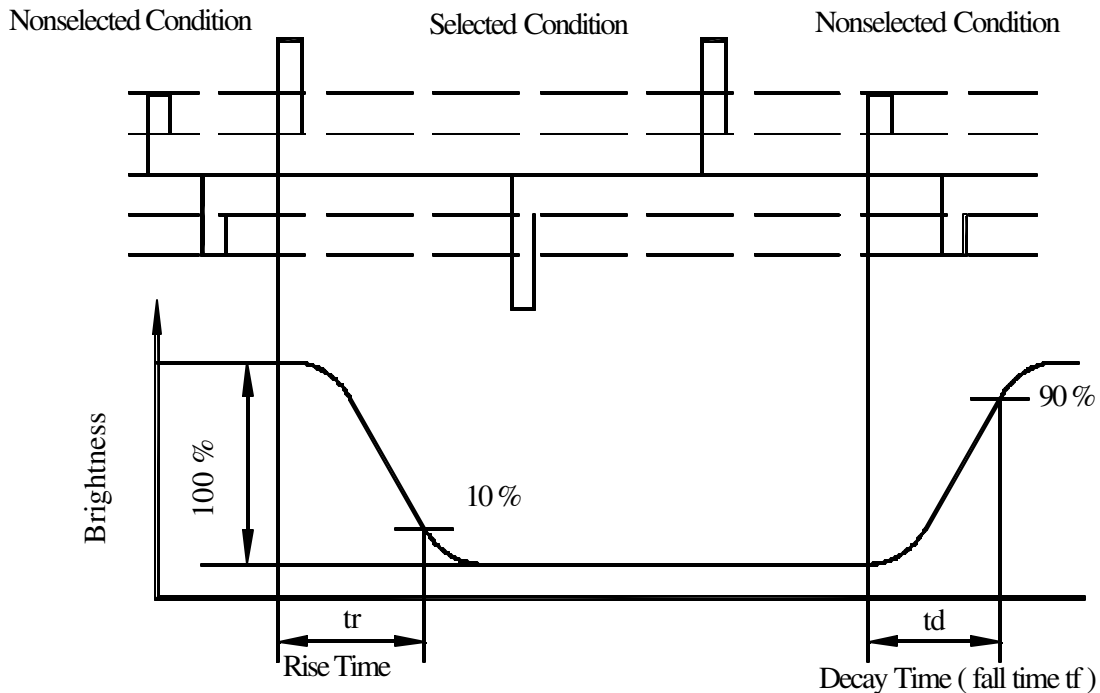 Nonselected Condition
Selected Condition
Nonselected Condition
Brightness
100 %
10 %
90 %
tr
Rise Time
td
Decay Time ( fall time tf )